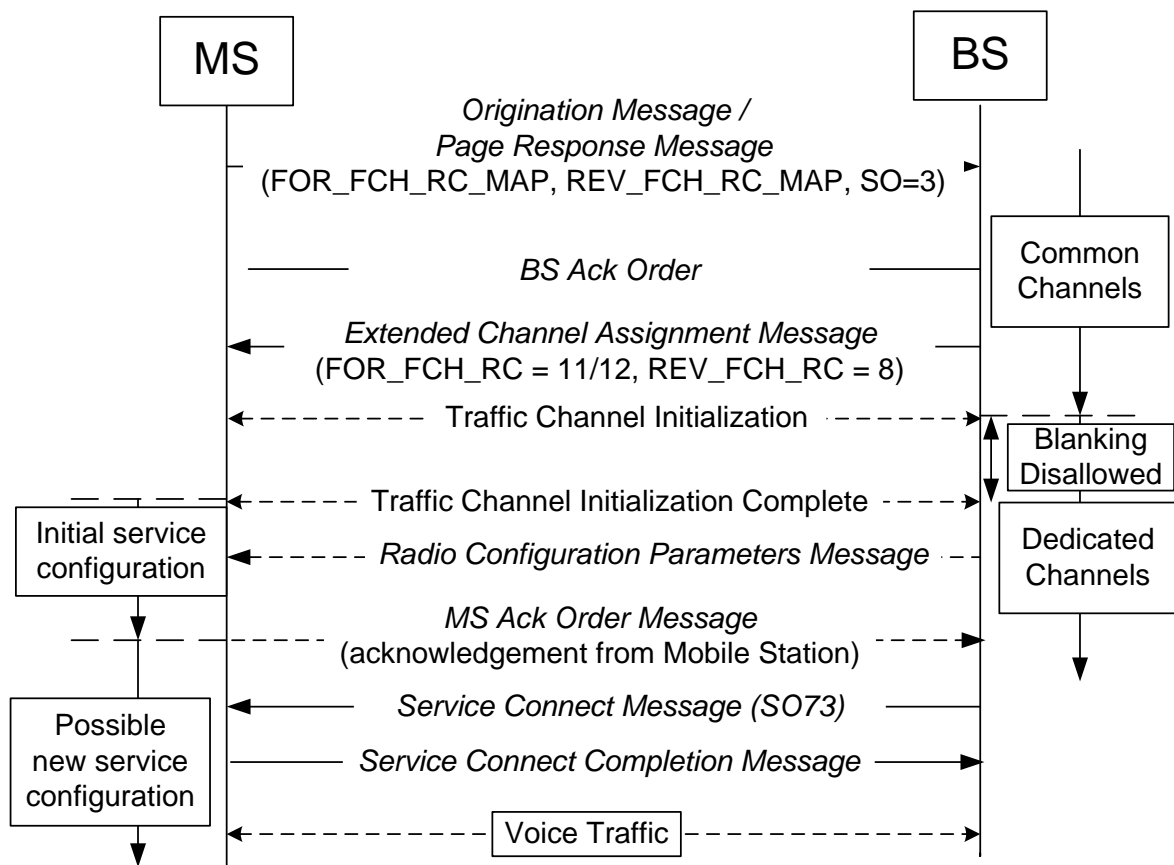 MS
BS
Origination Message /
Page Response Message
(FOR_FCH_RC_MAP, REV_FCH_RC_MAP, SO=3)
Common
Channels
BS Ack Order
Extended Channel Assignment Message
(FOR_FCH_RC = 11/12, REV_FCH_RC = 8)
Traffic Channel Initialization
Blanking
Disallowed
Traffic Channel Initialization Complete
Initial service
configuration
Radio Configuration Parameters Message
Dedicated
Channels
MS Ack Order Message
(acknowledgement from Mobile Station)
Service Connect Message (SO73)
Possible
new service
configuration
Service Connect Completion Message
Voice Traffic